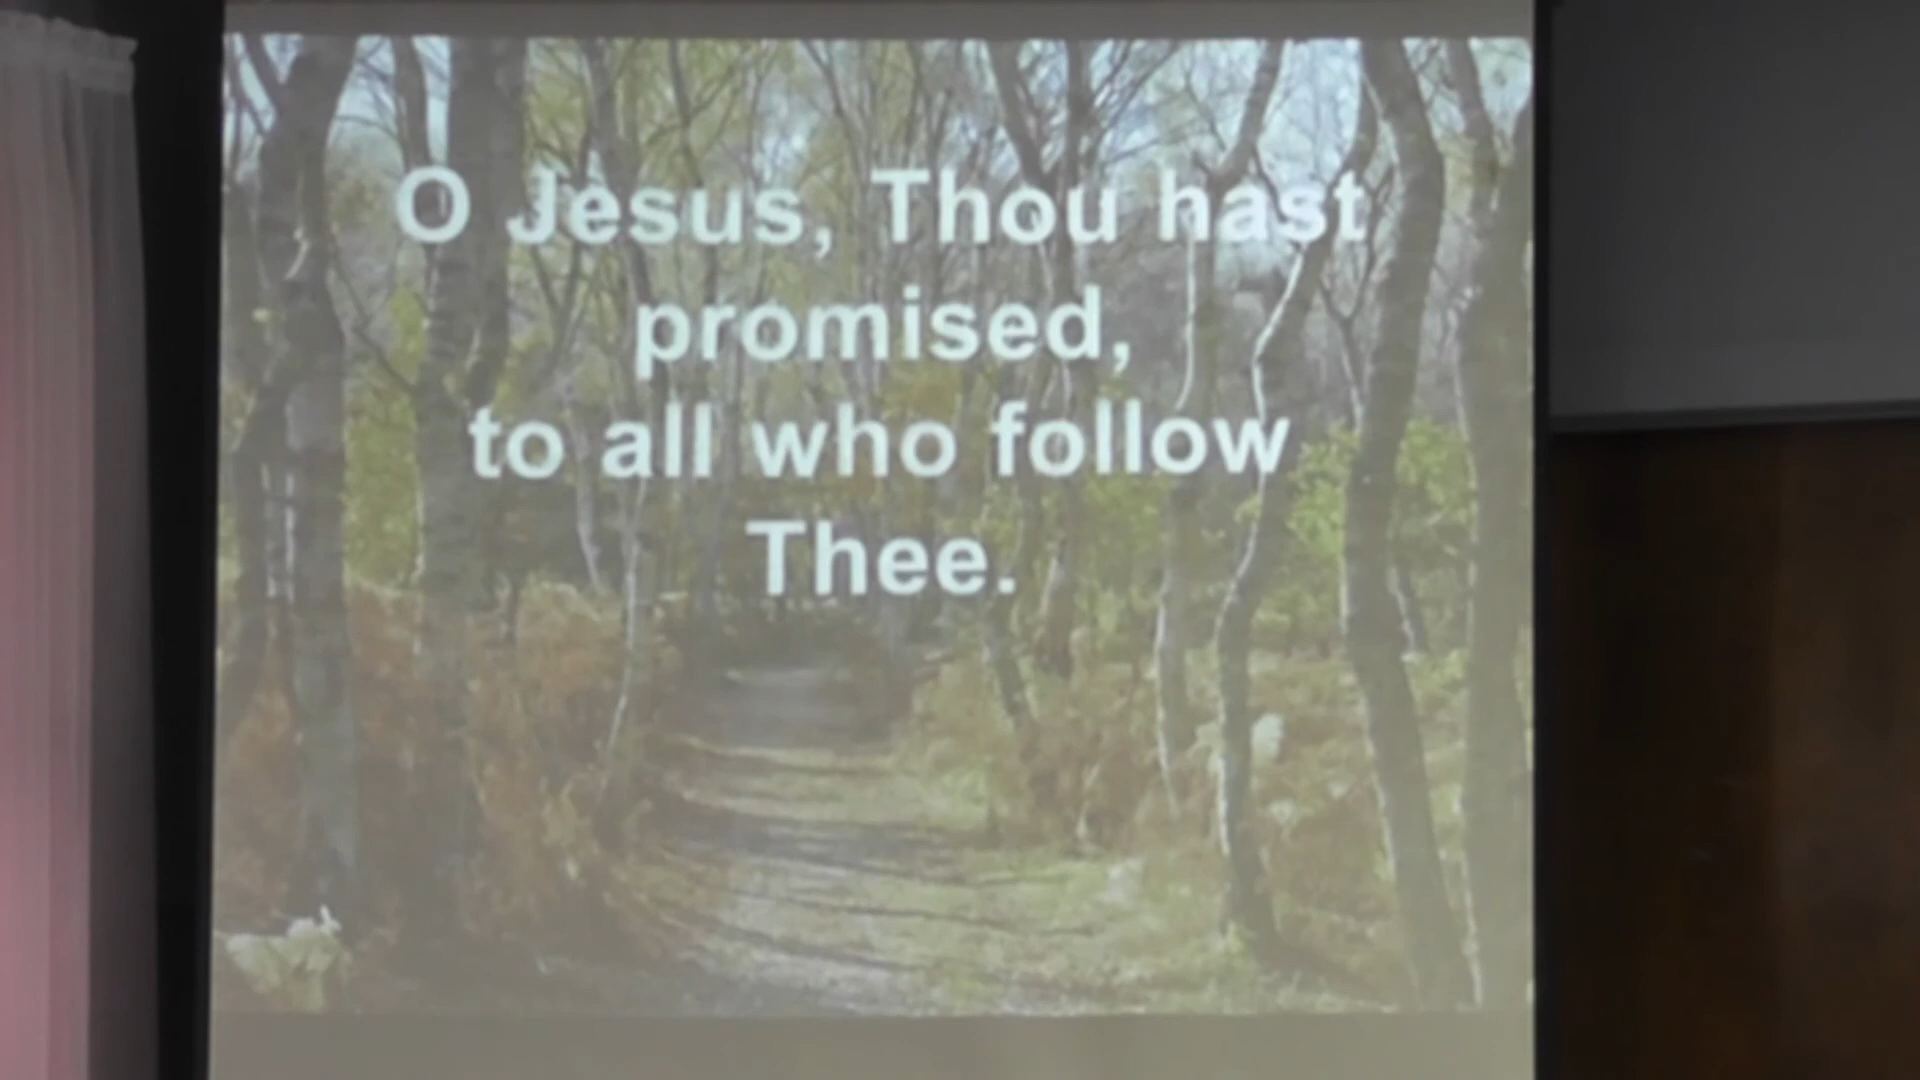 O Jesus, Thou hast
promised,
to all who follow
Thee.